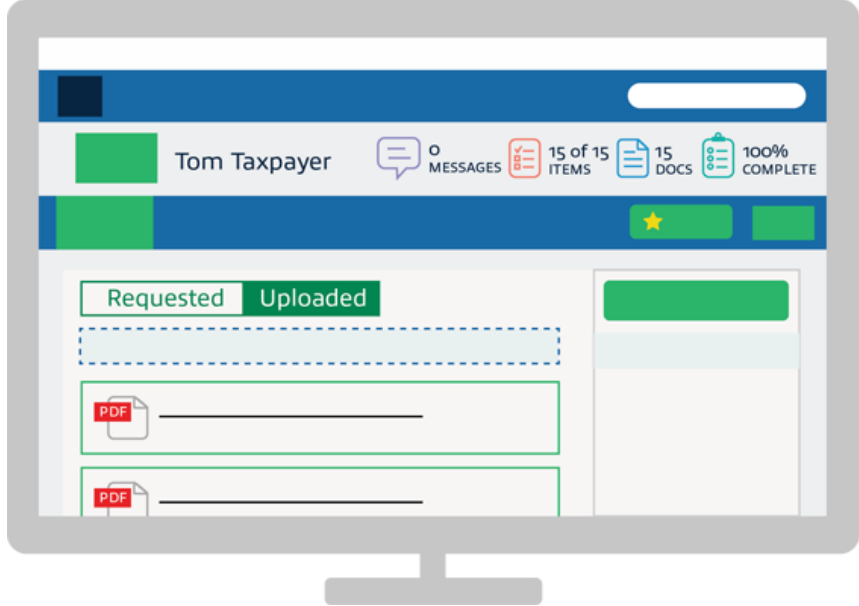 Tom Taxpayer
0
MESSAGES
15 of 15
ITEMS
15
DOCS
100%
COMPLETE
Requested
Uploaded
PDF
PDF